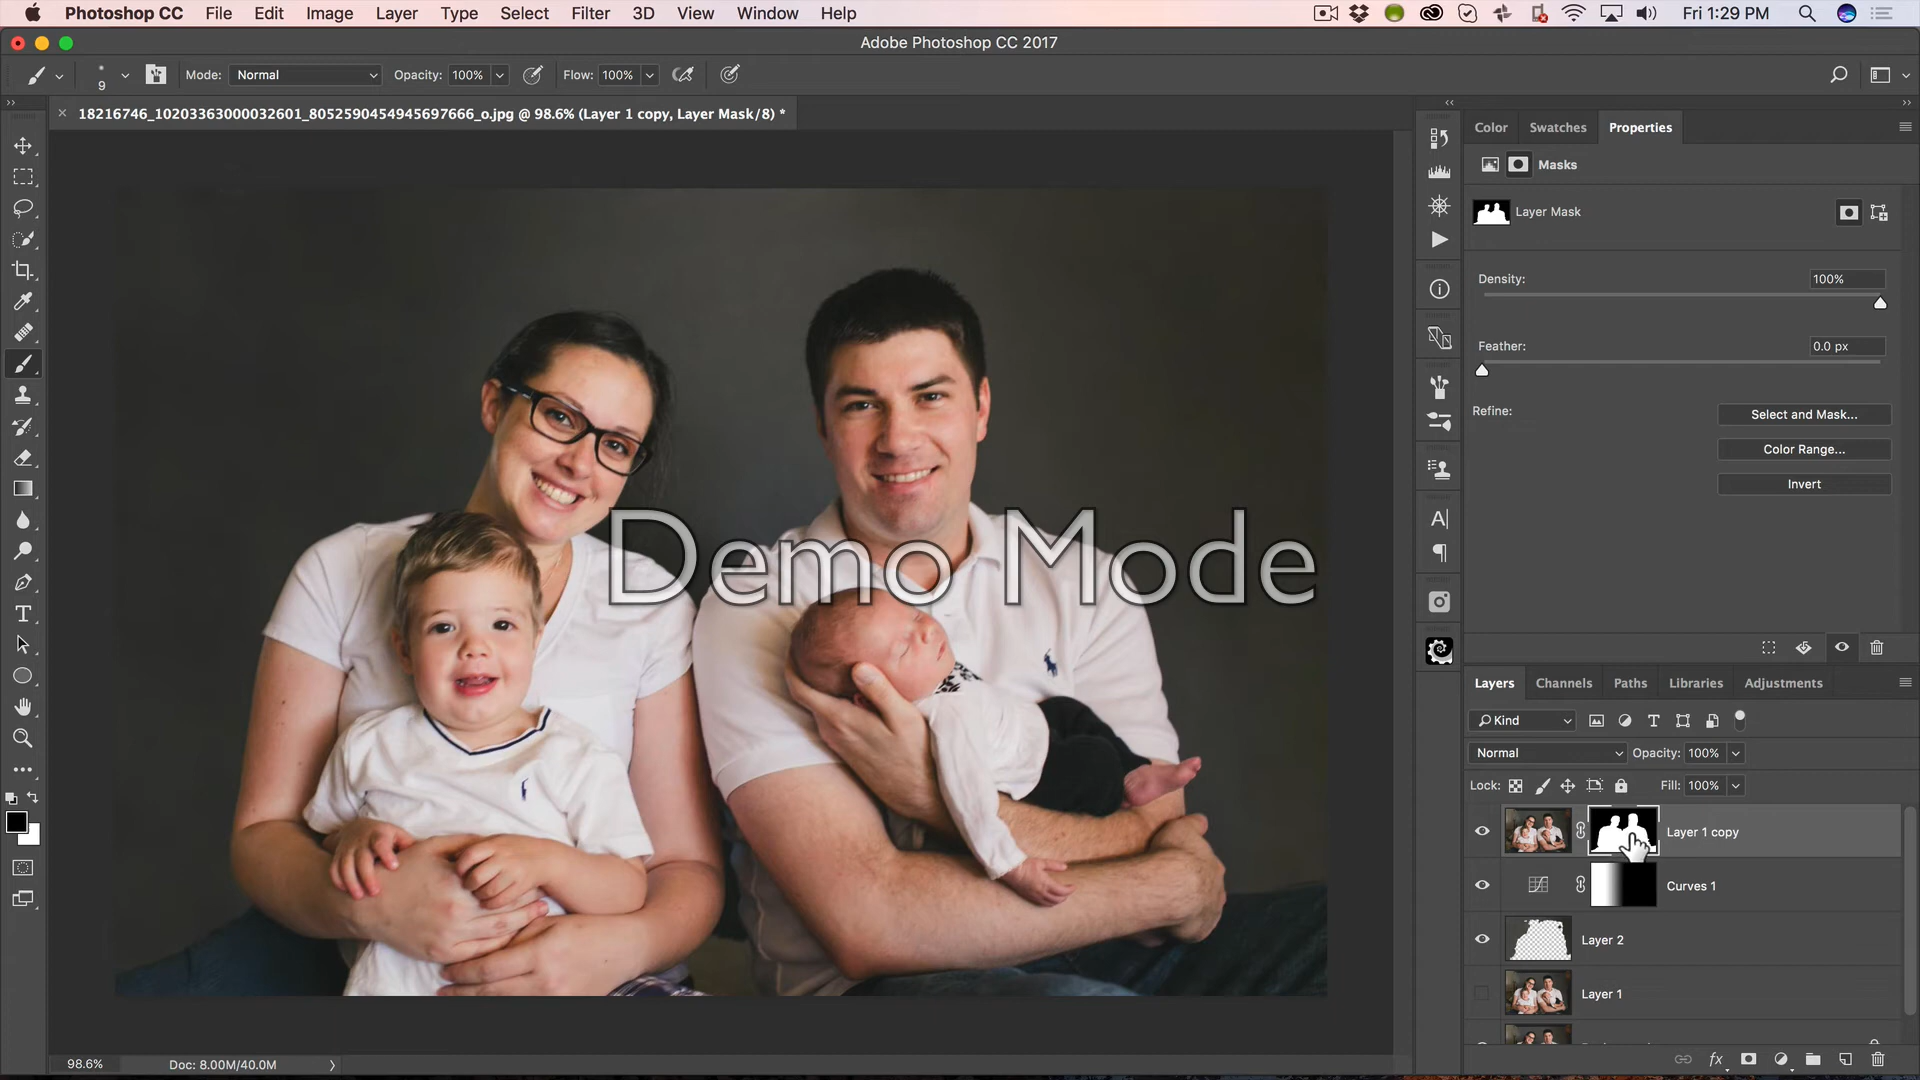 Photoshop CC File Edit Image Layer Type Select Filter 3D View Window Help Fri 1:29 PM
Adobe Photoshop CC 2017
9 Mode: Normal Opacity: 100% Flow: 100%
18216746_10203363000032601_8052590454945697666_o.jpg @ 98.6% (Layer 1 copy, Layer Mask/8) *
Color Swatches Properties
Masks
Layer Mask
Density: 100%
Feather: 0.0 px
Refine: Select and Mask...
Color Range...
Invert
Demo Mode
Layers Channels Paths Libraries Adjustments
Kind
Normal Opacity: 100%
Lock: Fill: 100%
Layer 1 copy
Curves 1
Layer 2
Layer 1
98.6% Doc: 8.00M/40.0M
fx